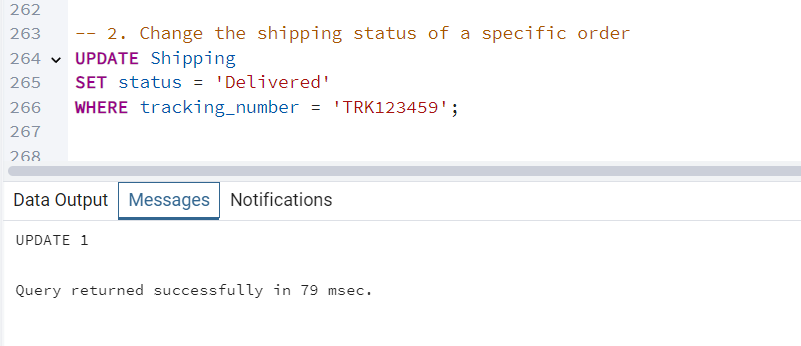 262
263 -- 2. Change the shipping status of a specific order
264 UPDATE Shipping
265 SET status = 'Delivered'
266 WHERE tracking_number = 'TRK123459';
267
268
Data Output Messages Notifications
UPDATE 1
Query returned successfully in 79 msec.